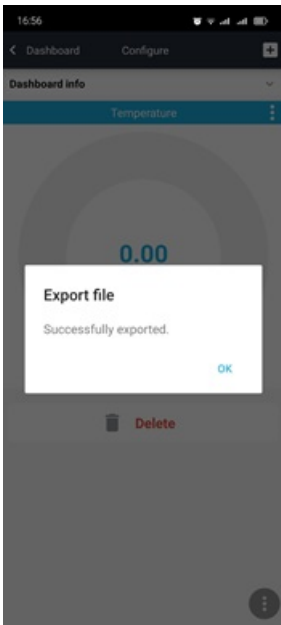 16:56
Dashboard Configure
Dashboard info
Temperature
0.00
Export file
Successfully exported.
OK
Delete